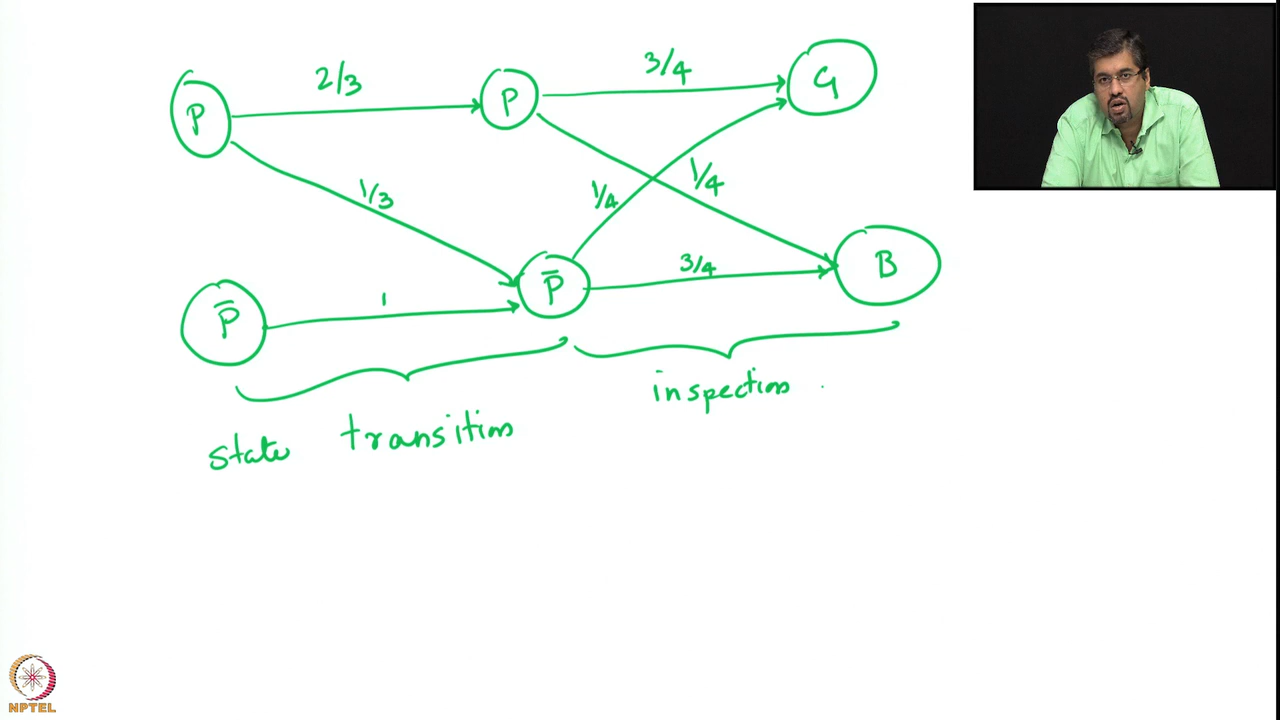 P 2/3 P 3/4 G
1/3 1/4 1/4
P̄ 1 P̄ 3/4 B
state transition
inspection
NPTEL